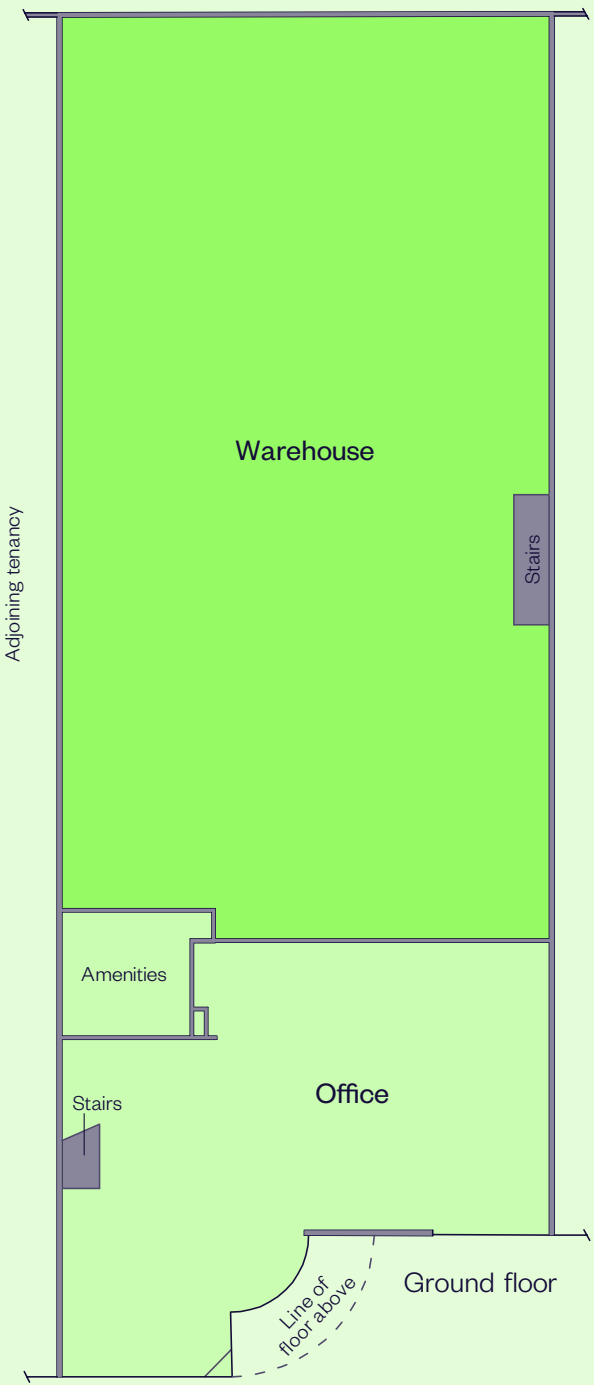 Warehouse
Adjoining tenancy
Stairs
Amenities
Office
Stairs
Line of
floor above
Ground floor